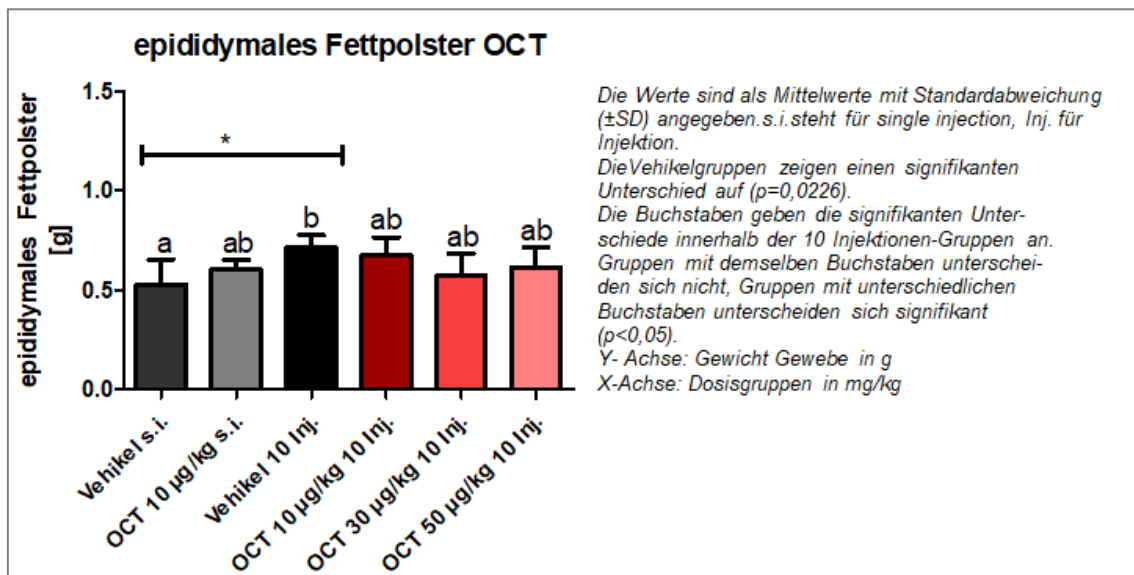 epididymales Fettpolster OCT
epididymales Fettpolster
[g]
1.5
1.0
0.5
0.0
*
a
ab
b
ab
ab
ab
Vehikel s.i.
OCT 10 µg/kg s.i.
Vehikel 10 Inj.
OCT 10 µg/kg 10 Inj.
OCT 30 µg/kg 10 Inj.
OCT 50 µg/kg 10 Inj.
Die Werte sind als Mittelwerte mit Standardabweichung
(±SD) angegeben.s.i.steht für single injection, Inj. für
Injektion.
DieVehikelgruppen zeigen einen signifikanten
Unterschied auf (p=0,0226).
Die Buchstaben geben die signifikanten Unter-
schiede innerhalb der 10 Injektionen-Gruppen an.
Gruppen mit demselben Buchstaben unterschei-
den sich nicht, Gruppen mit unterschiedlichen
Buchstaben unterscheiden sich signifikant
(p<0,05).
Y- Achse: Gewicht Gewebe in g
X-Achse: Dosisgruppen in mg/kg